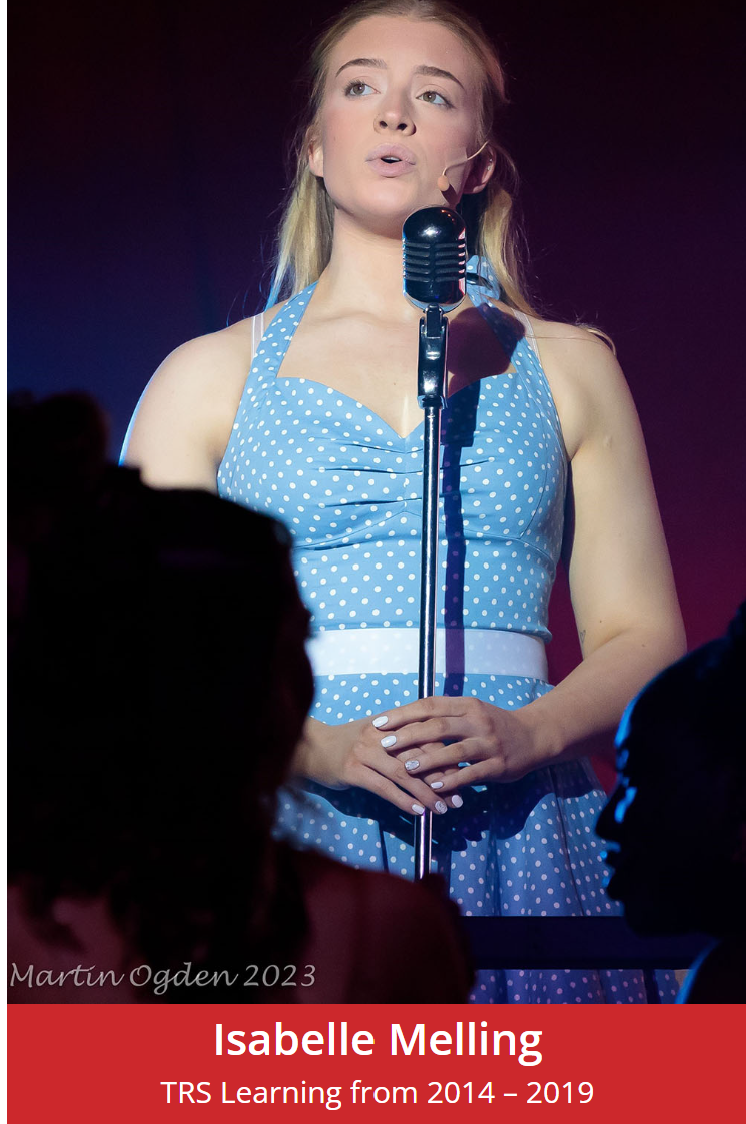 Martin Ogden 2023
Isabelle Melling
TRS Learning from 2014 – 2019